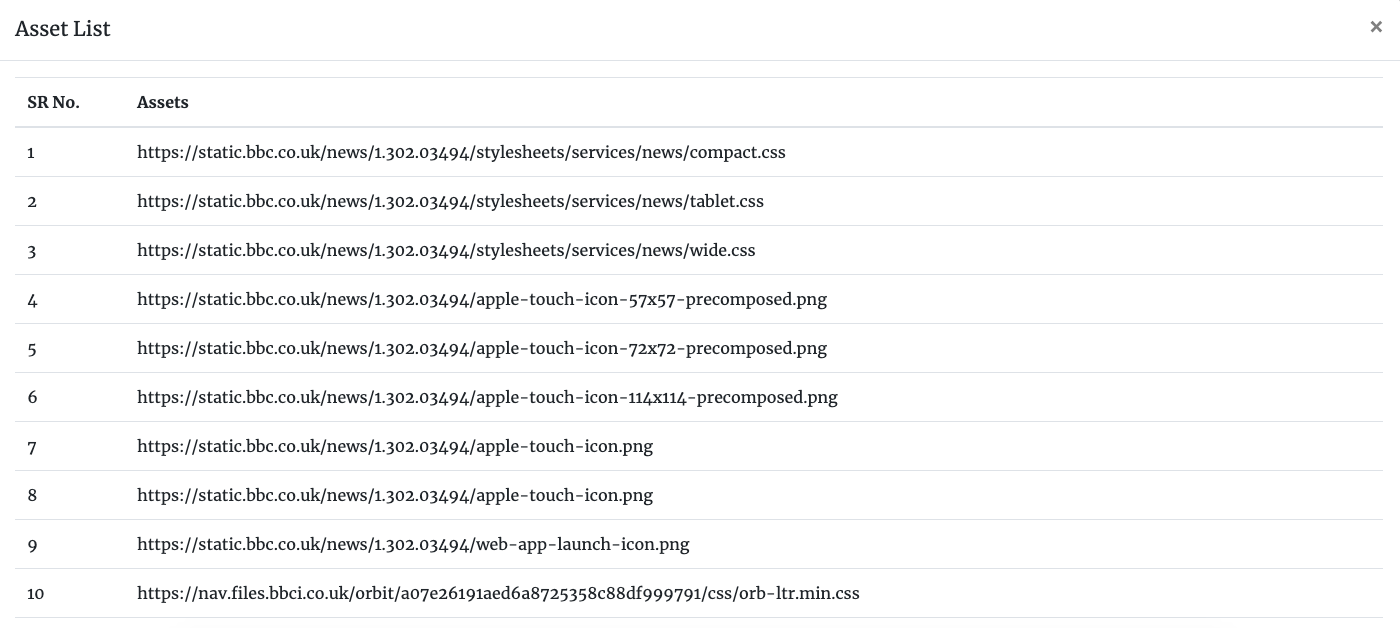 Asset List
×
SR No. Assets
1 https://static.bbc.co.uk/news/1.302.03494/stylesheets/services/news/compact.css
2 https://static.bbc.co.uk/news/1.302.03494/stylesheets/services/news/tablet.css
3 https://static.bbc.co.uk/news/1.302.03494/stylesheets/services/news/wide.css
4 https://static.bbc.co.uk/news/1.302.03494/apple-touch-icon-57x57-precomposed.png
5 https://static.bbc.co.uk/news/1.302.03494/apple-touch-icon-72x72-precomposed.png
6 https://static.bbc.co.uk/news/1.302.03494/apple-touch-icon-114x114-precomposed.png
7 https://static.bbc.co.uk/news/1.302.03494/apple-touch-icon.png
8 https://static.bbc.co.uk/news/1.302.03494/apple-touch-icon.png
9 https://static.bbc.co.uk/news/1.302.03494/web-app-launch-icon.png
10 https://nav.files.bbci.co.uk/orbit/a07e26191aed6a8725358c88df999791/css/orb-ltr.min.css